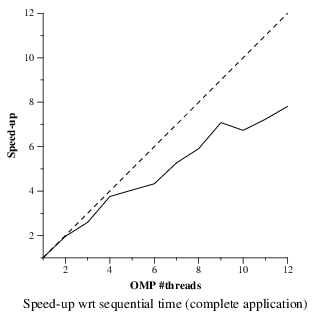 12
10
8
6
4
2
Speed-up
2 4 6 8 10 12
OMP #threads
Speed-up wrt sequential time (complete application)